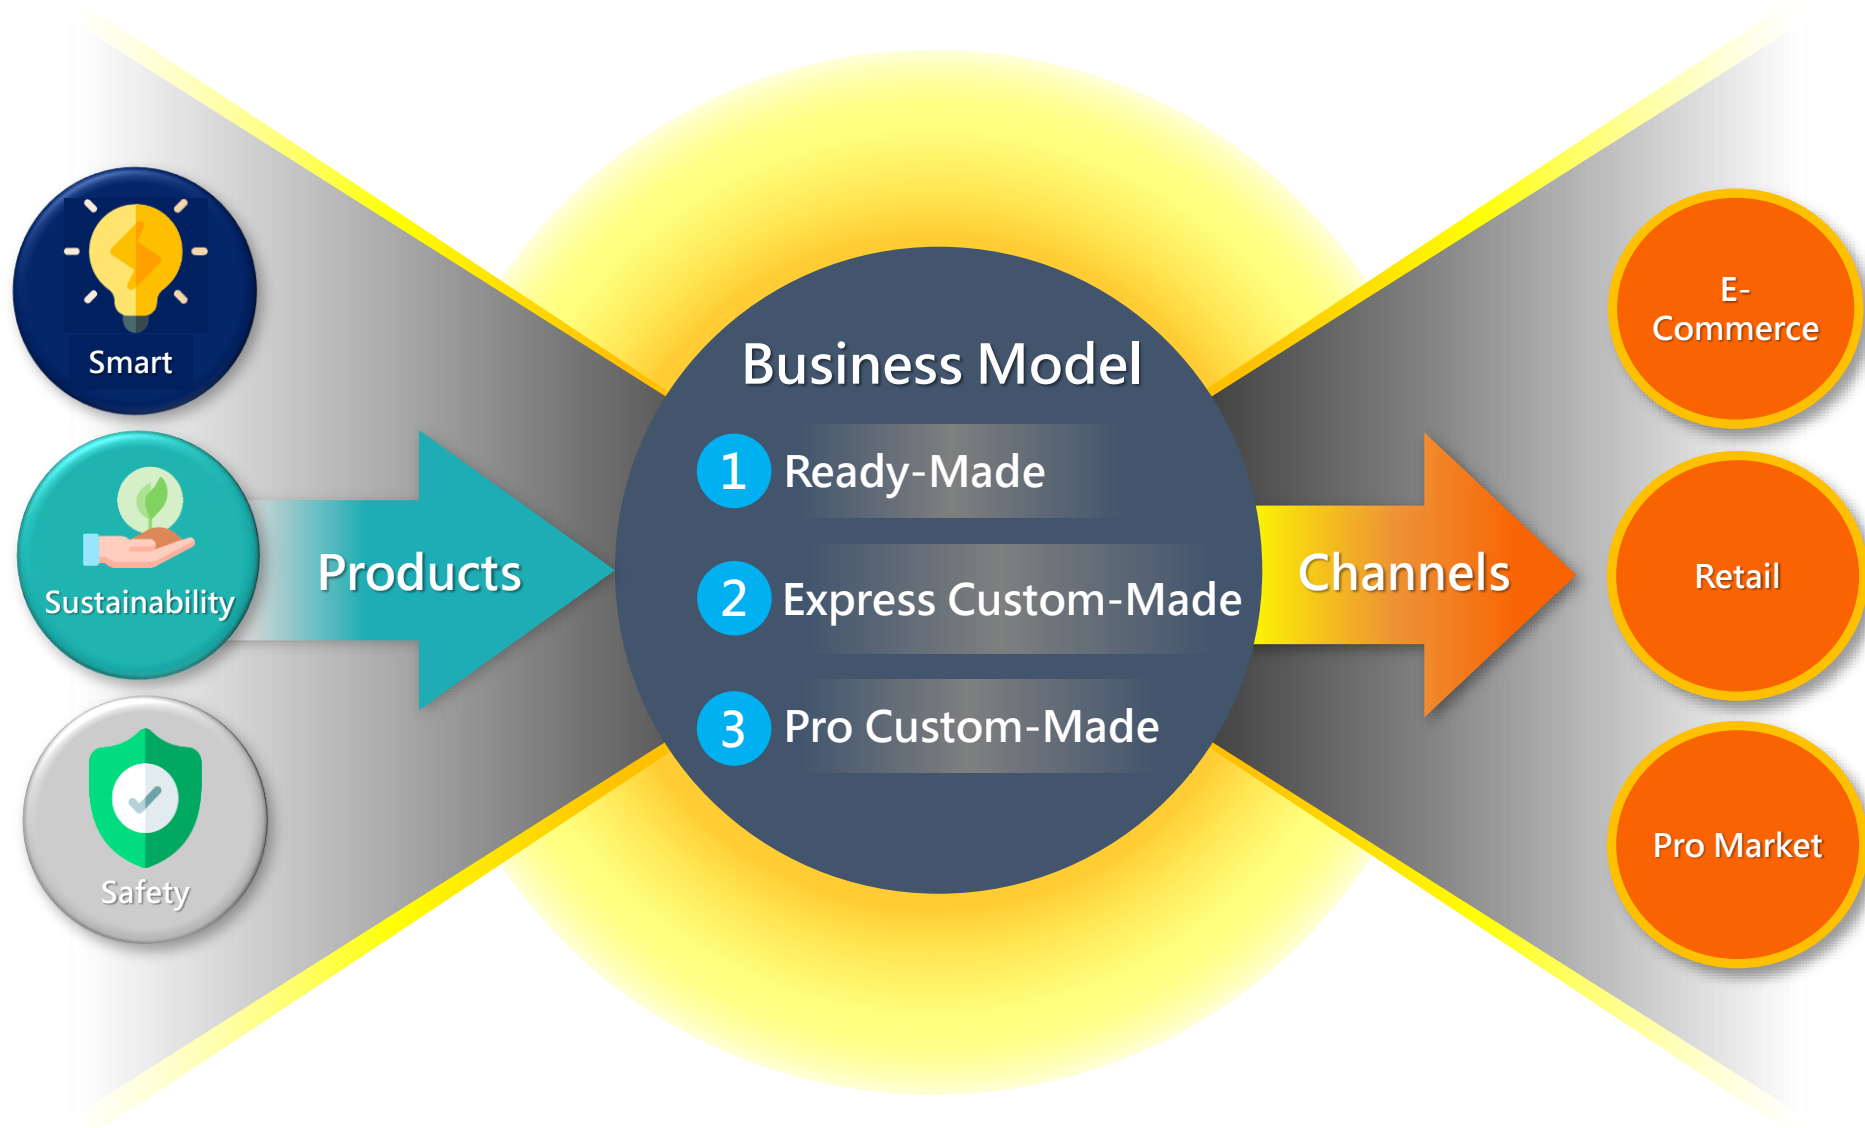 Smart
Sustainability
Safety
Products
Business Model
1 Ready-Made
2 Express Custom-Made
3 Pro Custom-Made
Channels
E-
Commerce
Retail
Pro Market